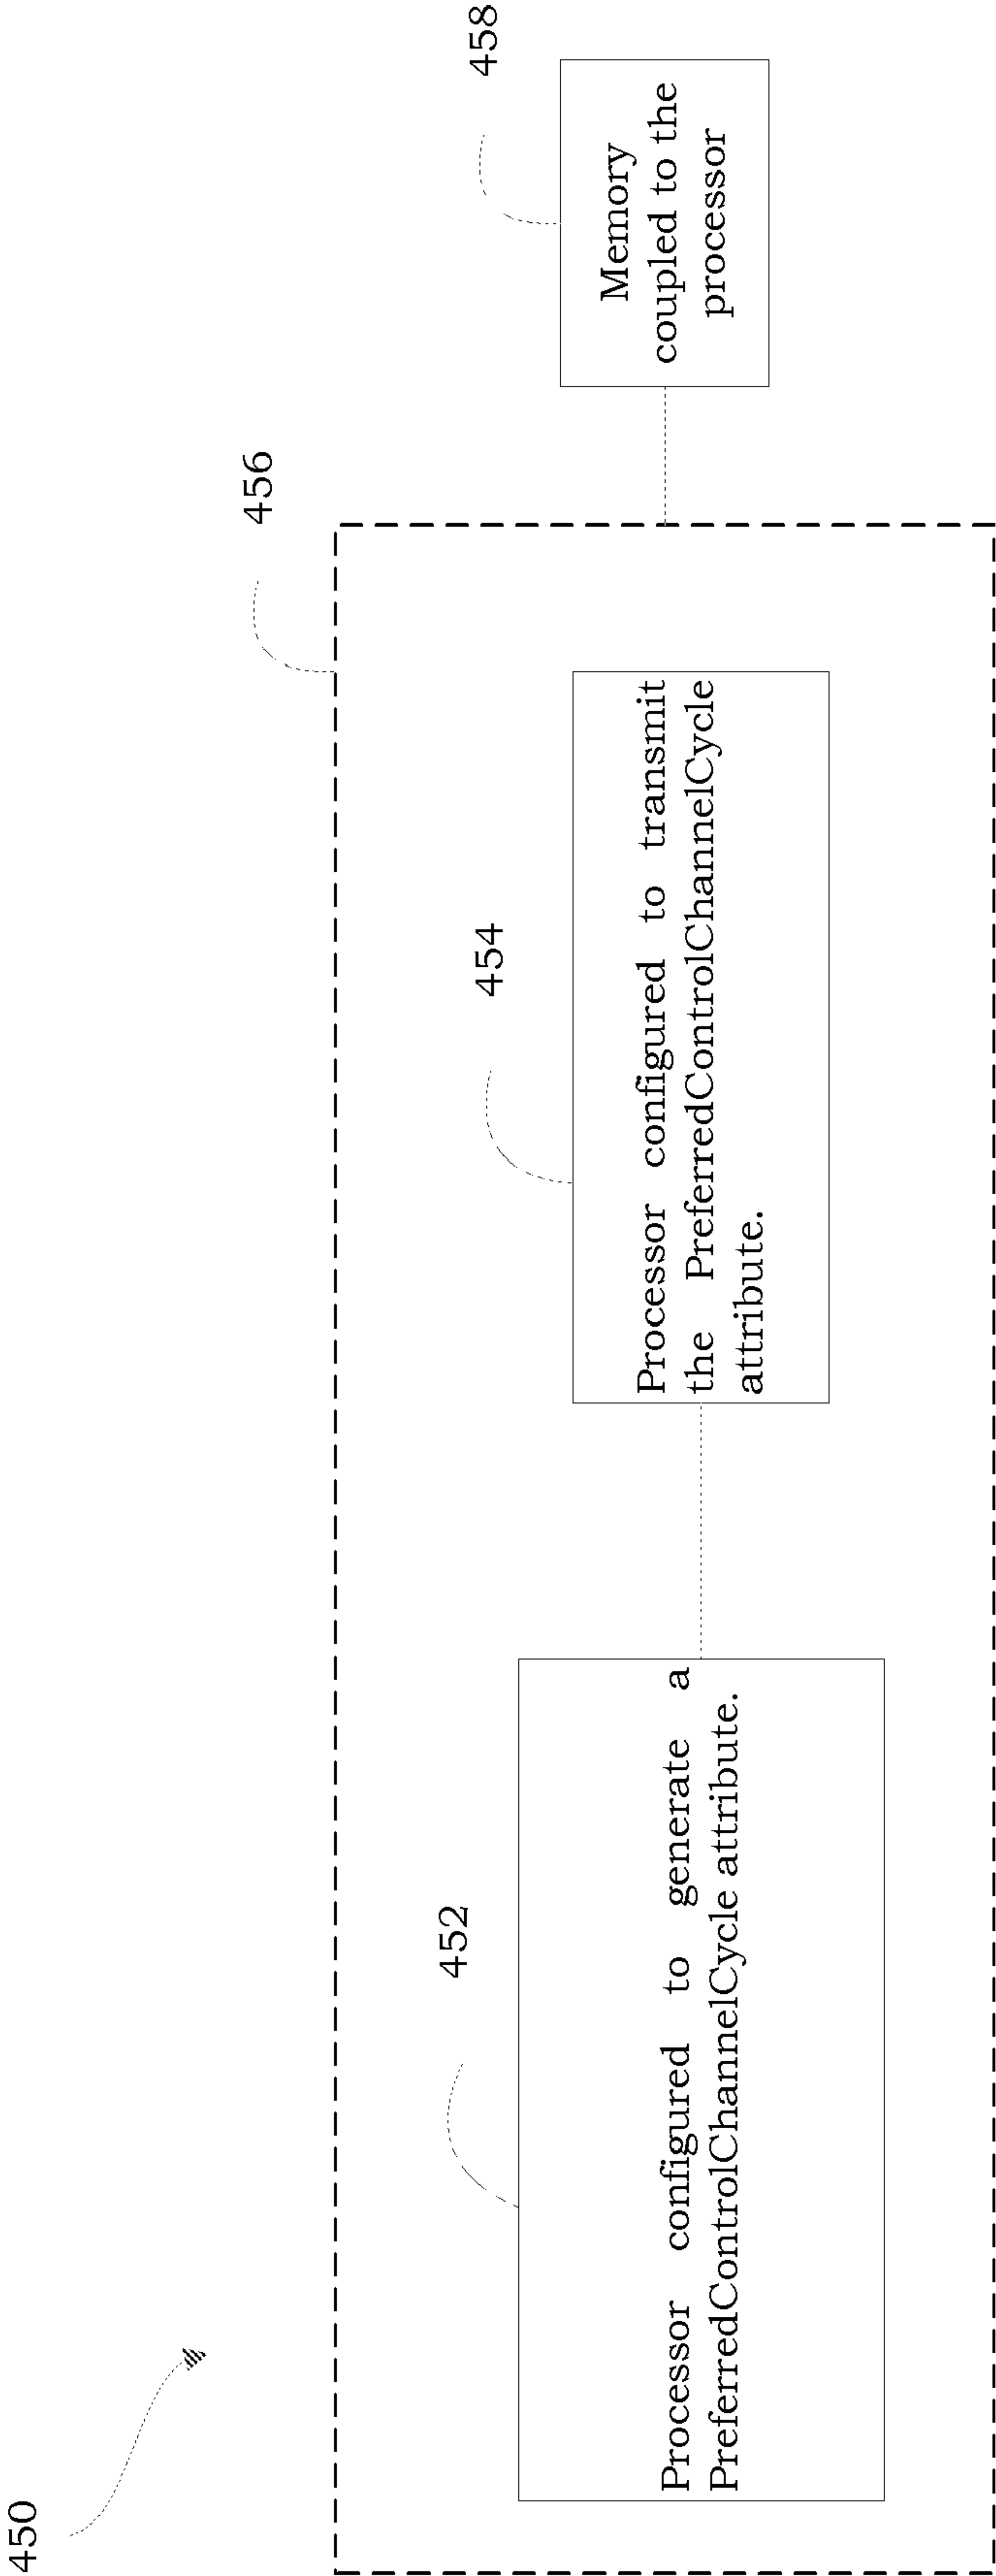 450
456
458
452
Processor configured to generate a
PreferredControlChannelCycle attribute.
454
Processor configured to transmit
the PreferredControlChannelCycle
attribute.
Memory
coupled to the
processor